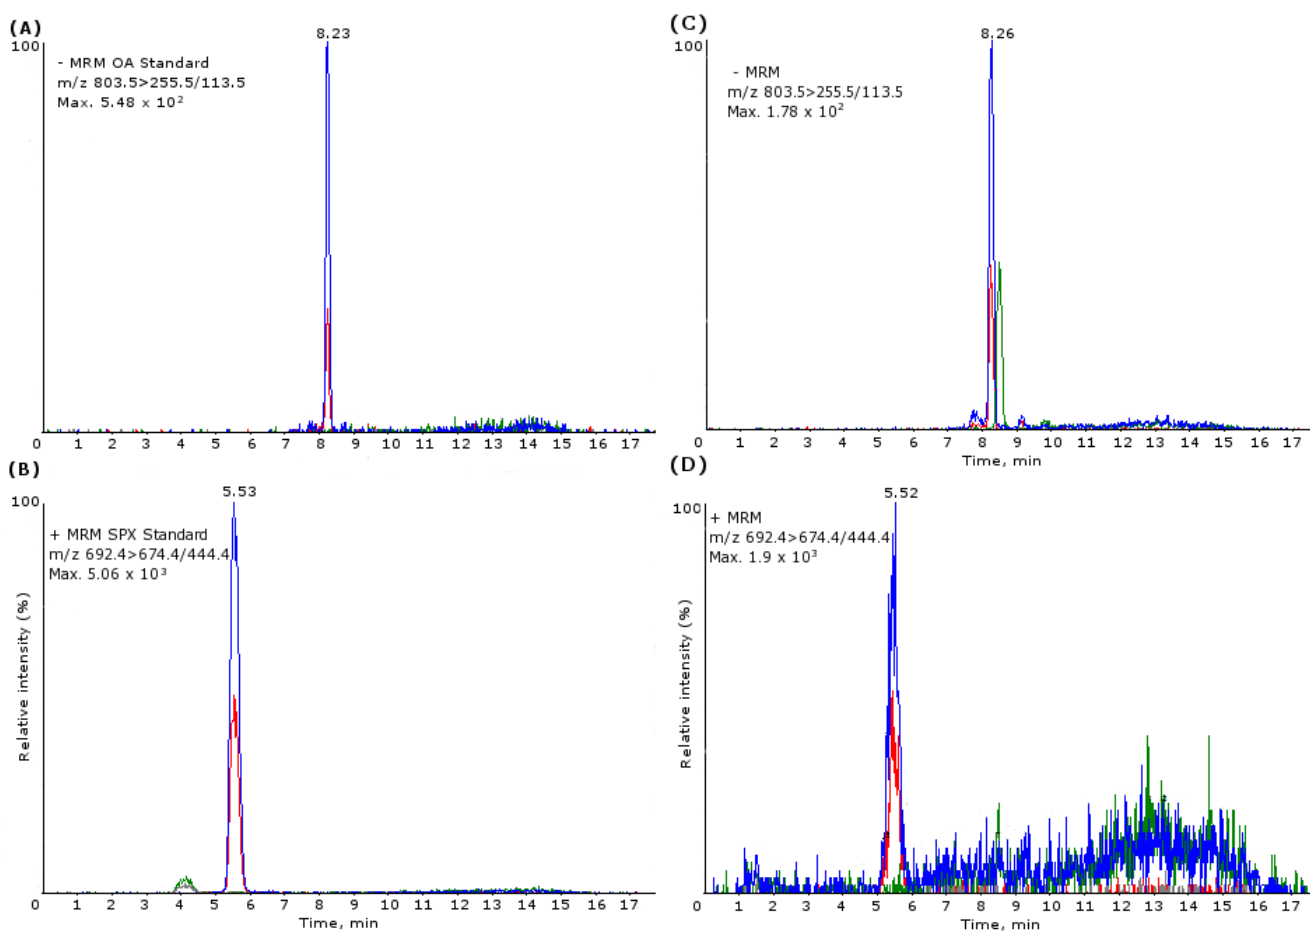 (A)
8.23
100
- MRM OA Standard
m/z 803.5>255.5/113.5
Max. 5.48 x 10²
0 1 2 3 4 5 6 7 8 9 10 11 12 13 14 15 16 17
(C)
8.26
100
- MRM
m/z 803.5>255.5/113.5
Max. 1.78 x 10²
0 1 2 3 4 5 6 7 8 9 10 11 12 13 14 15 16 17
Time, min
(B)
5.53
100
+ MRM SPX Standard
m/z 692.4>674.4/444.4
Max. 5.06 x 10³
Relative intensity (%)
0 1 2 3 4 5 6 7 8 9 10 11 12 13 14 15 16 17
Time, min
(D)
5.52
100
+ MRM
m/z 692.4>674.4/444.4
Max. 1.9 x 10³
Relative intensity (%)
0 1 2 3 4 5 6 7 8 9 10 11 12 13 14 15 16 17
Time, min